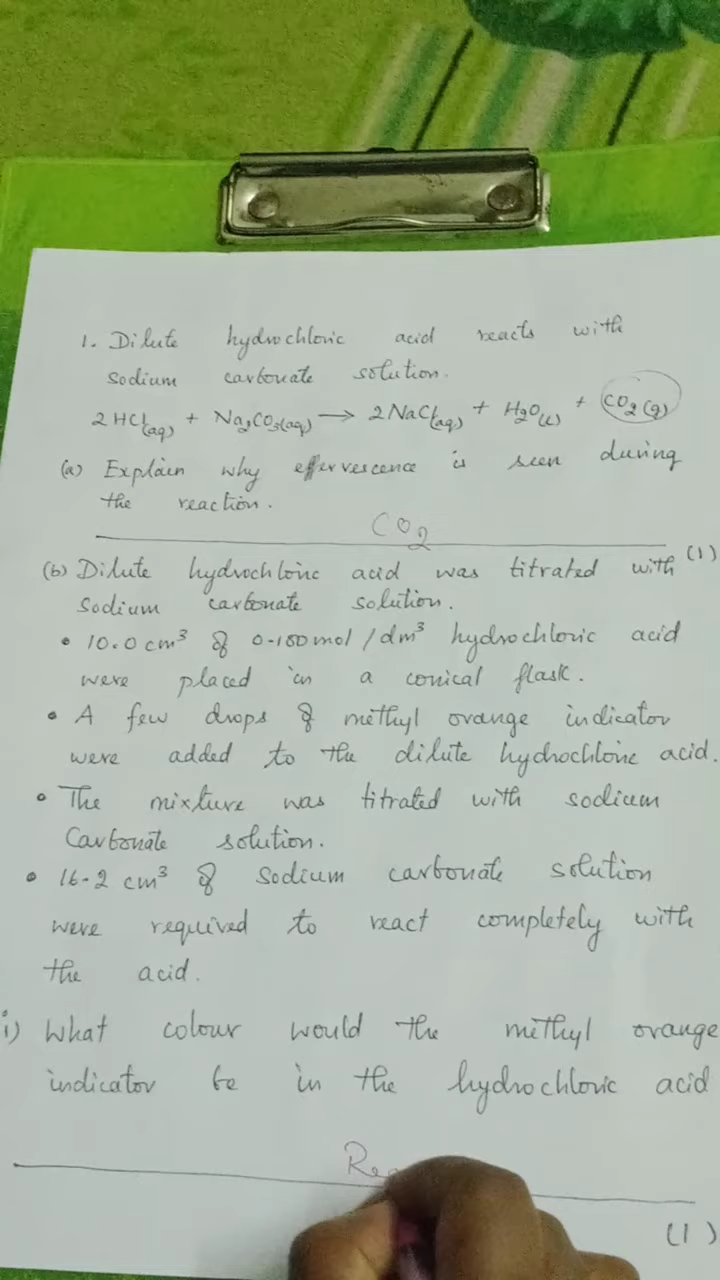 1. Dilute hydrochloric acid reacts with
sodium carbonate solution.
2HCl(aq) + Na2CO3(aq) → 2NaCl(aq) + H2O(l) + CO2(g)
(a) Explain why effervescence is seen during
the reaction.
CO2
(1)
(b) Dilute hydrochloric acid was titrated with
Sodium carbonate solution.
• 10.0 cm³ of 0.100 mol/dm³ hydrochloric acid
were placed in a conical flask.
• A few drops of methyl orange indicator
were added to the dilute hydrochloric acid.
• The mixture was titrated with sodium
Carbonate solution.
• 16.2 cm³ of Sodium carbonate solution
were required to react completely with
the acid.
i) What colour would the methyl orange
indicator be in the hydrochloric acid
(1)